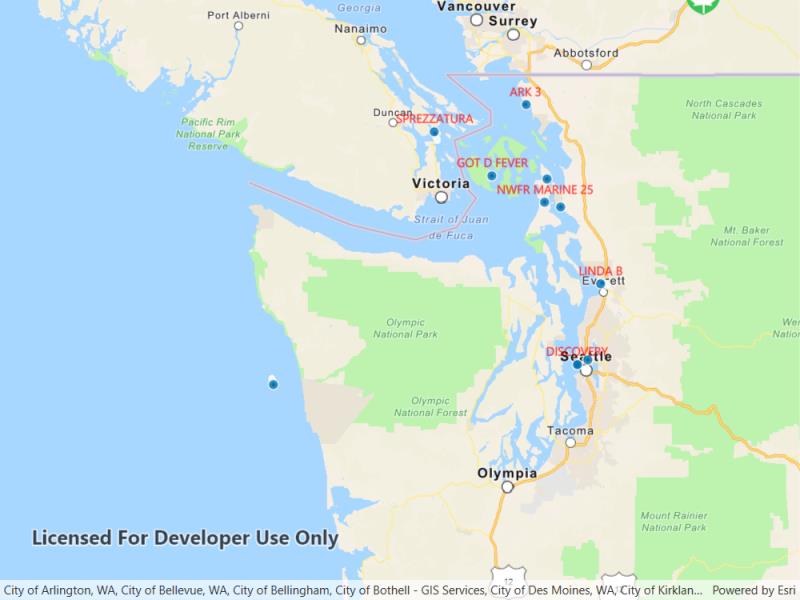 Georgia
Vancouver
Surrey
Port Alberni
Nanaimo
Abbotsford
ARK 3
North Cascades
National Park
Duncan
SPREZZATURA
Pacific Rim
National Park
Reserve
GOT D FEVER
Victoria
NWFR MARINE 25
Strait of Juan
de Fuca
Mt. Baker
National Forest
LINDA B
Everett
Olympic
National Park
DISCOVERY
Seattle
Olympic
National Forest
Tacoma
Olympia
Mount Rainier
National Park
Licensed For Developer Use Only
12
City of Arlington, WA, City of Bellevue, WA, City of Bellingham, City of Bothell - GIS Services, City of Des Moines, WA, City of Kirklan... Powered by Esri